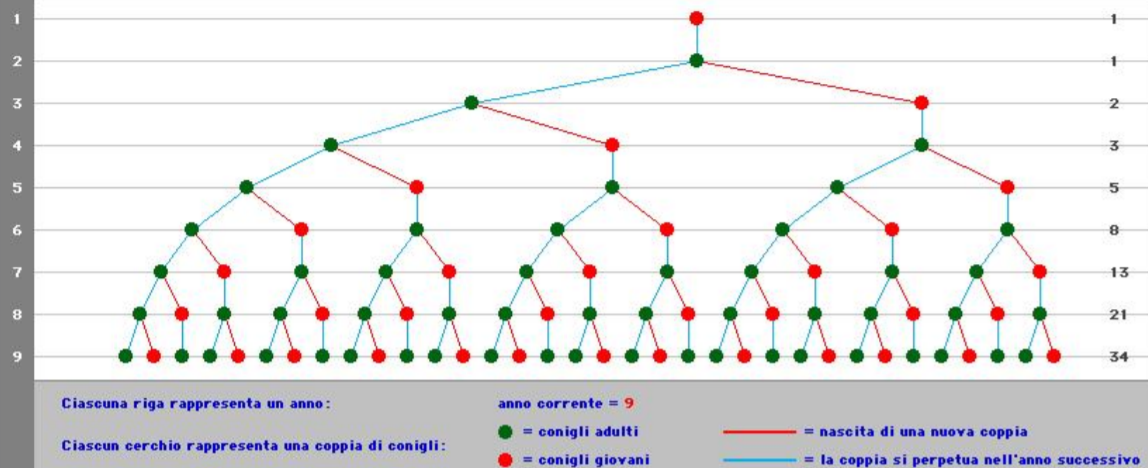 1 1
2 1
3 2
4 3
5 5
6 8
7 13
8 21
9 34
Ciascuna riga rappresenta un anno: anno corrente = 9
= conigli adulti = nascita di una nuova coppia
Ciascun cerchio rappresenta una coppia di conigli:
= conigli giovani = la coppia si perpetua nell'anno successivo